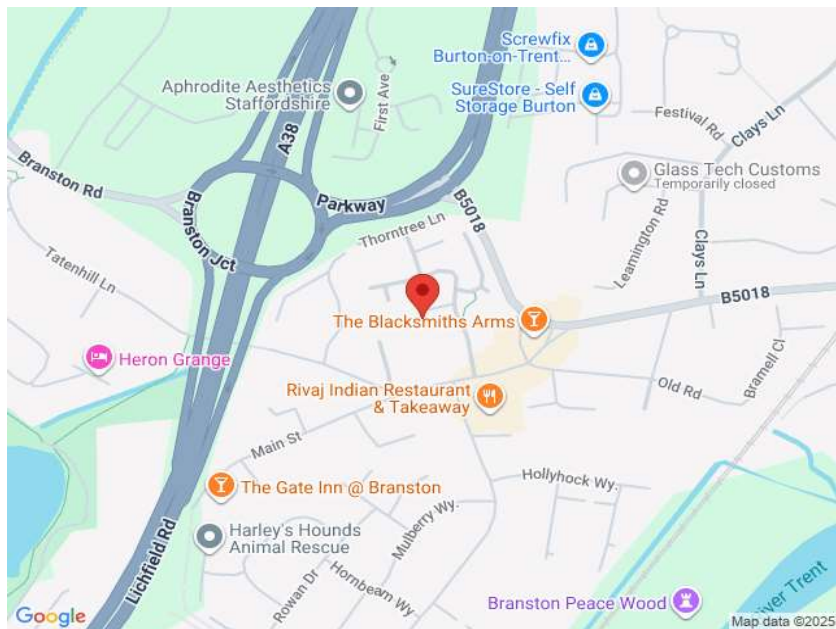 Screwfix
Burton-on-Trent...
Aphrodite Aesthetics
Staffordshire
SureStore - Self
Storage Burton
First Ave
A38
Festival Rd
Clays Ln
Branston Rd
Glass Tech Customs
Temporarily closed
Parkway
B5018
Branston Jct
Thorntree Ln
Leamington Rd
Clays Ln
Tatenhill Ln
B5018
The Blacksmiths Arms
Heron Grange
Bramell Cl
Old Rd
Rivaj Indian Restaurant
& Takeaway
Main St
The Gate Inn @ Branston
Hollyhock Wy.
Mulberry Wy.
Harley's Hounds
Animal Rescue
Lichfield Rd
Rowan Dr
Hornbeam Wy.
Branston Peace Wood
River Trent
Google
Map data ©2025